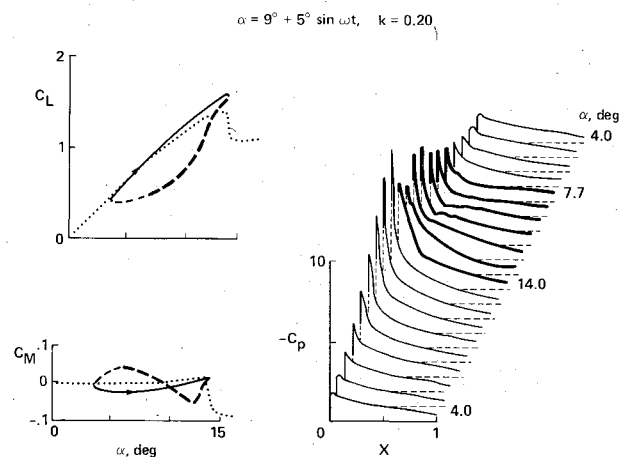 α = 9° + 5° sin ωt, k = 0.20
2
C_L
1
0
α, deg
4.0
7.7
14.0
10
-C_p
4.0
0
X
1
C_M
.1
0
-.1
0
α, deg
15